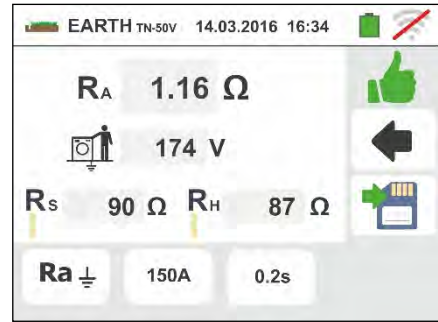 EARTH TN-50V 14.03.2016 16:34
RA 1.16 Ω
174 V
Rs 90 Ω RH 87 Ω
Ra 150A 0.2s